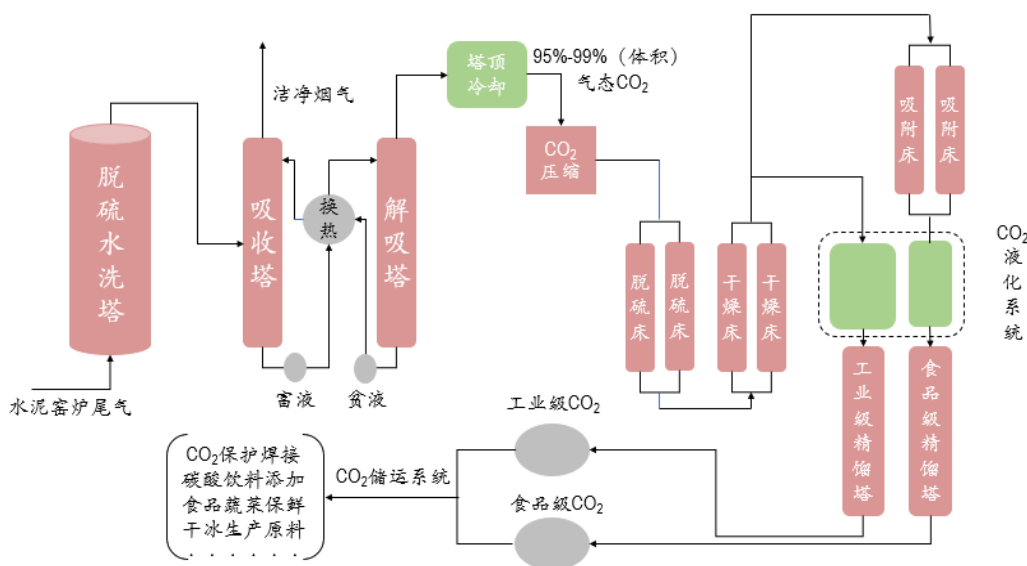 塔顶
冷却
95%-99%（体积）
气态CO₂
洁净烟气
脱硫水洗塔
吸收塔
换热
解吸塔
CO₂
压缩
吸附床
吸附床
脱硫床
脱硫床
干燥床
干燥床
CO₂
液化系统
水泥窑炉尾气
富液
贫液
工业级精馏塔
食品级精馏塔
工业级CO₂
食品级CO₂
CO₂储运系统
CO₂保护焊接
碳酸饮料添加
食品蔬菜保鲜
干冰生产原料
. . . . . .